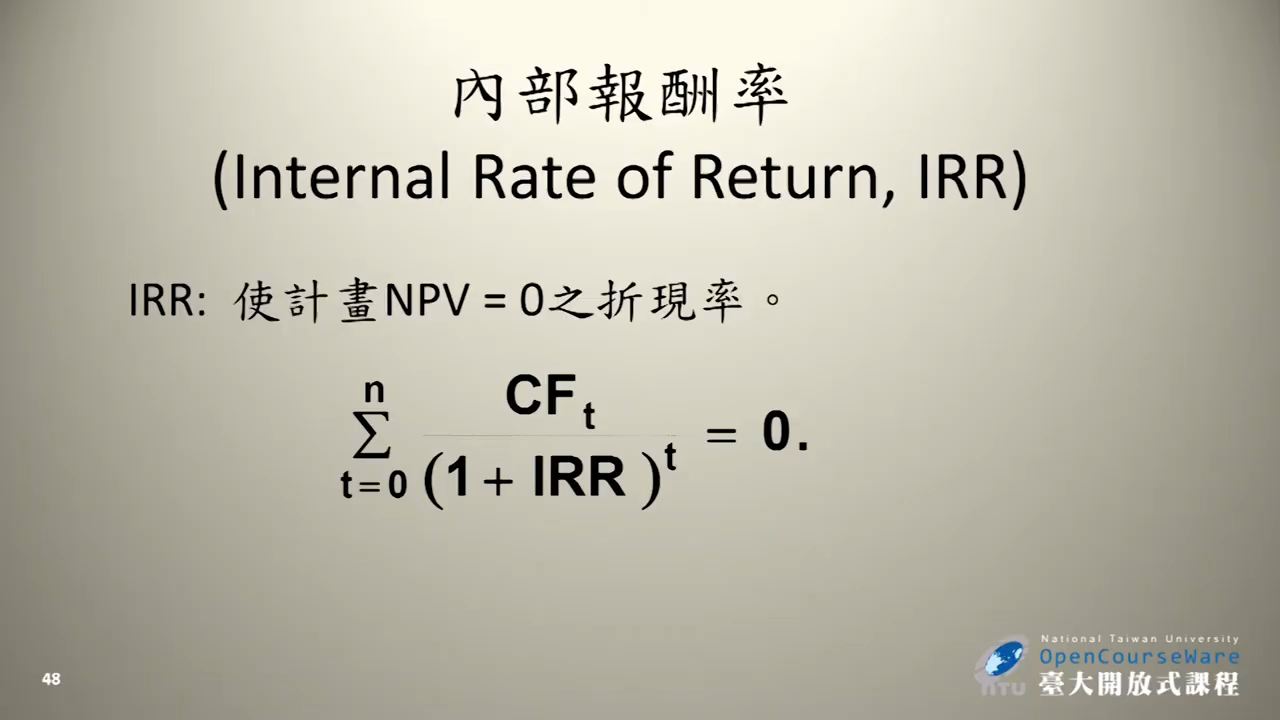 內部報酬率
(Internal Rate of Return, IRR)
IRR: 使計畫NPV = 0之折現率。
n
∑ CF t / (1 + IRR )^t = 0.
t = 0
48
National Taiwan University
OpenCourseWare
NTU 臺大開放式課程